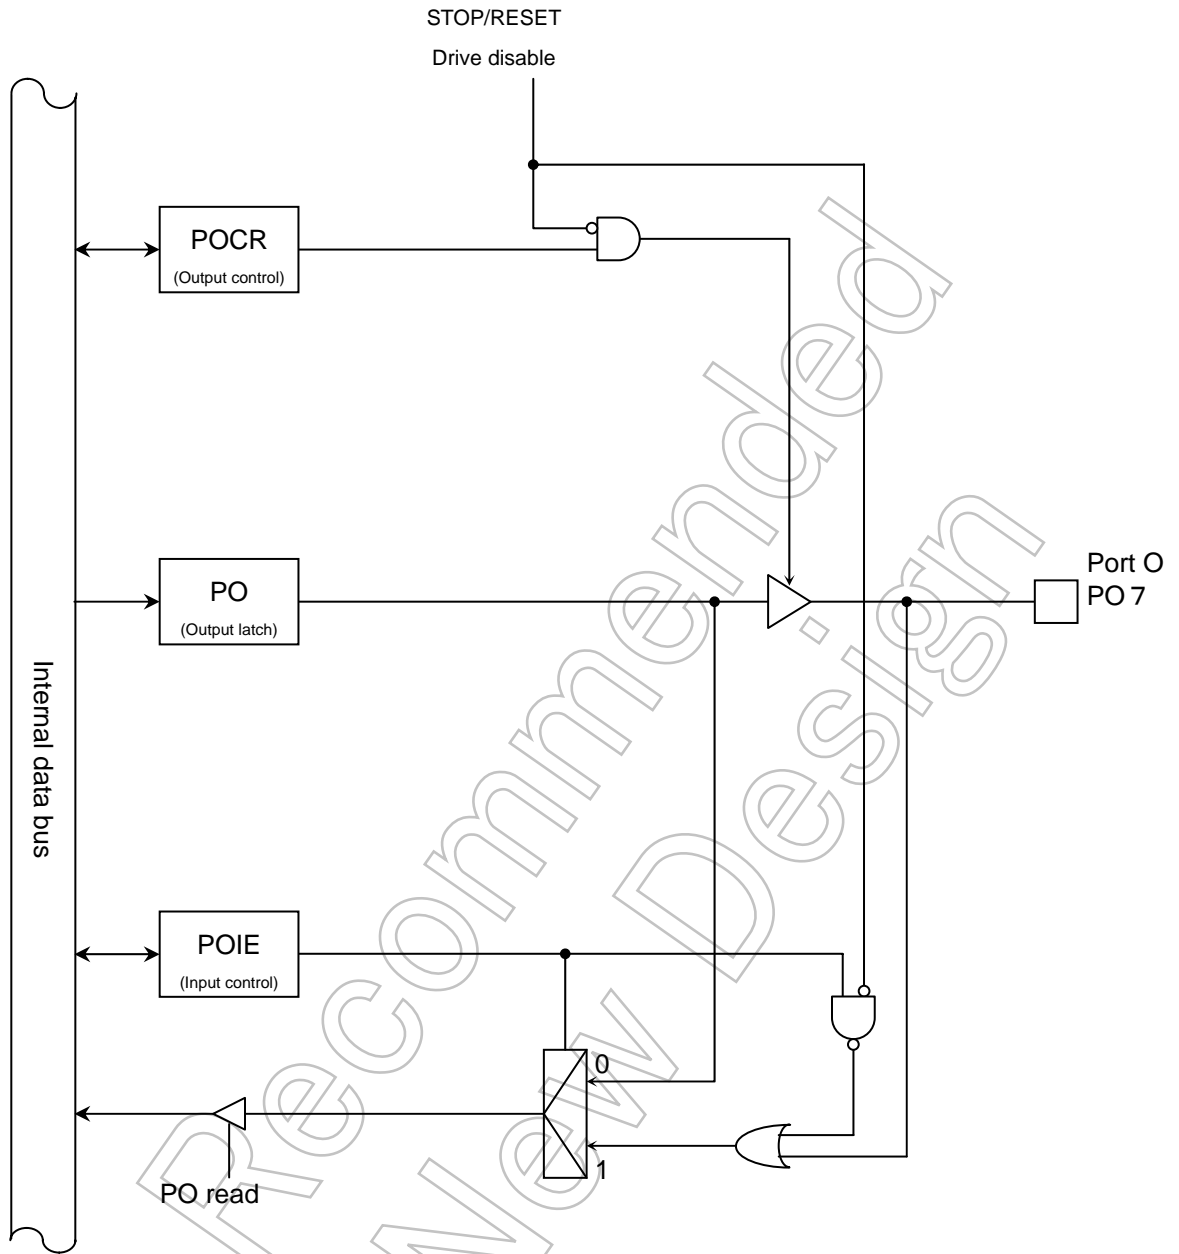 STOP/RESET
Drive disable
POCR
(Output control)
PO
(Output latch)
Port O
PO 7
Internal data bus
POIE
(Input control)
0
1
PO read
Recommended
New Design